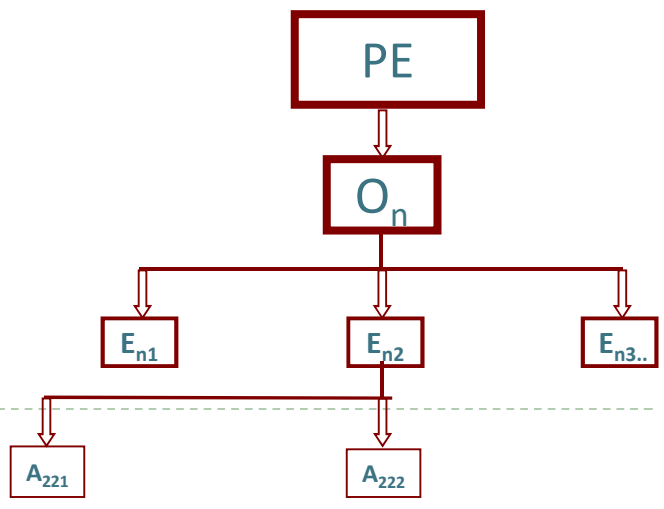 PE
Oₙ
Eₙ₁
Eₙ₂
Eₙ₃..
A₂₂₁
A₂₂₂